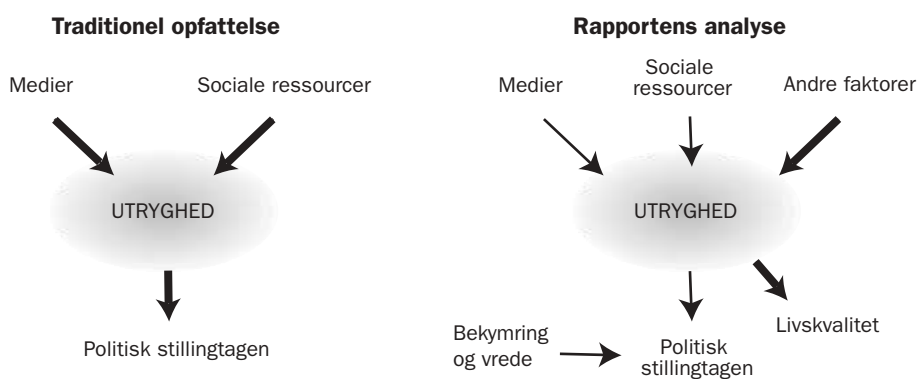 Traditionel opfattelse
Medier
Sociale ressourcer
UTRYGHED
Politisk stillingtagen
Rapportens analyse
Medier
Sociale
ressourcer
Andre faktorer
UTRYGHED
Bekymring
og vrede
Politisk
stillingtagen
Livskvalitet